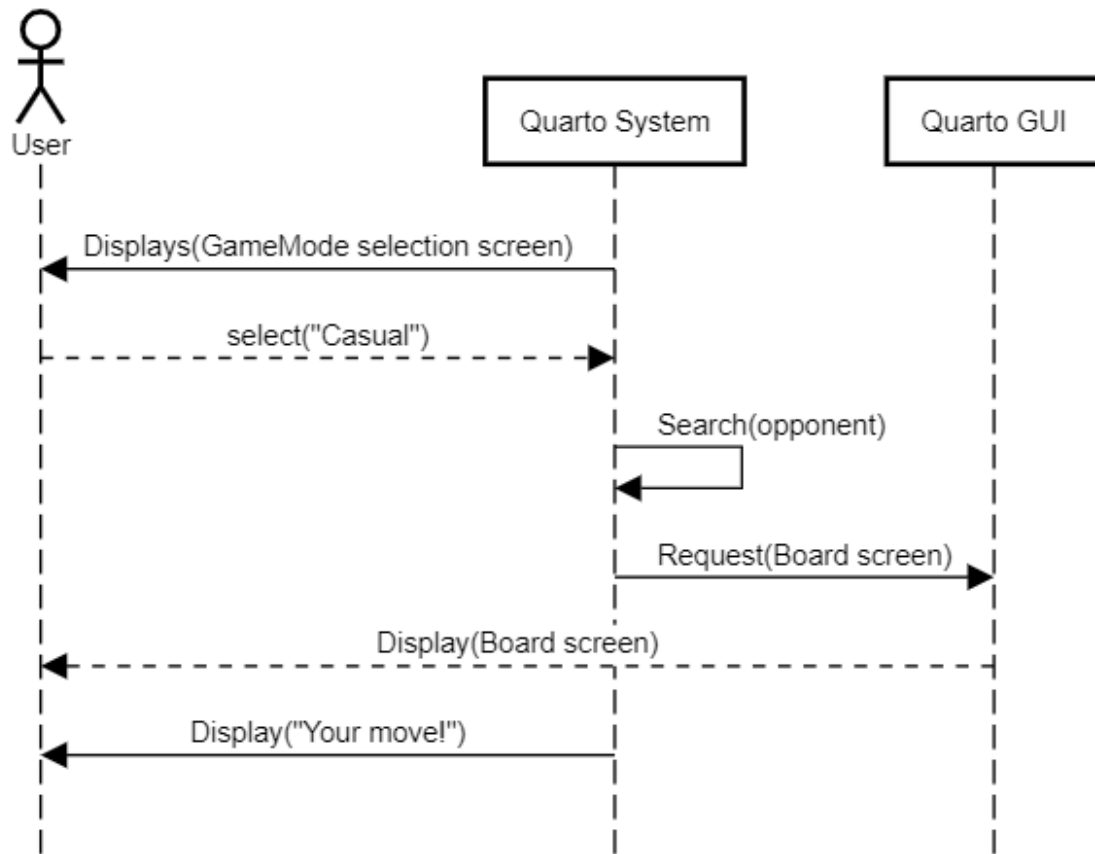 User
Quarto System
Quarto GUI
Displays(GameMode selection screen)
select("Casual")
Search(opponent)
Request(Board screen)
Display(Board screen)
Display("Your move!")